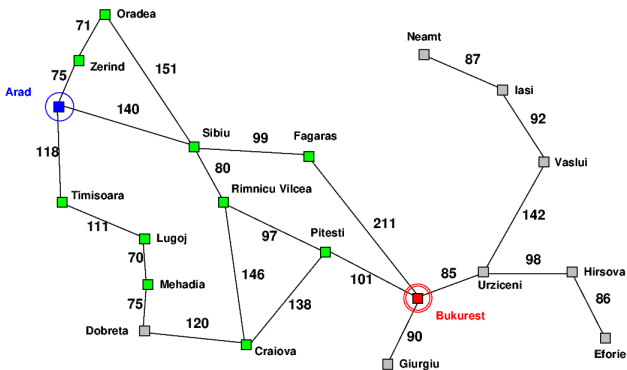 Oradea
71
Neamt
87
Zerind
75
151
Iasi
Arad
140
92
118
Sibiu
99
Fagaras
80
Vaslui
Timisoara
Rimnicu Vilcea
111
211
142
Lugoj
97
Pitesti
70
98
146
101
85
Hirsova
Mehadia
Urziceni
75
138
86
Bukurest
Dobreta
120
90
Craiova
Eforie
Giurgiu